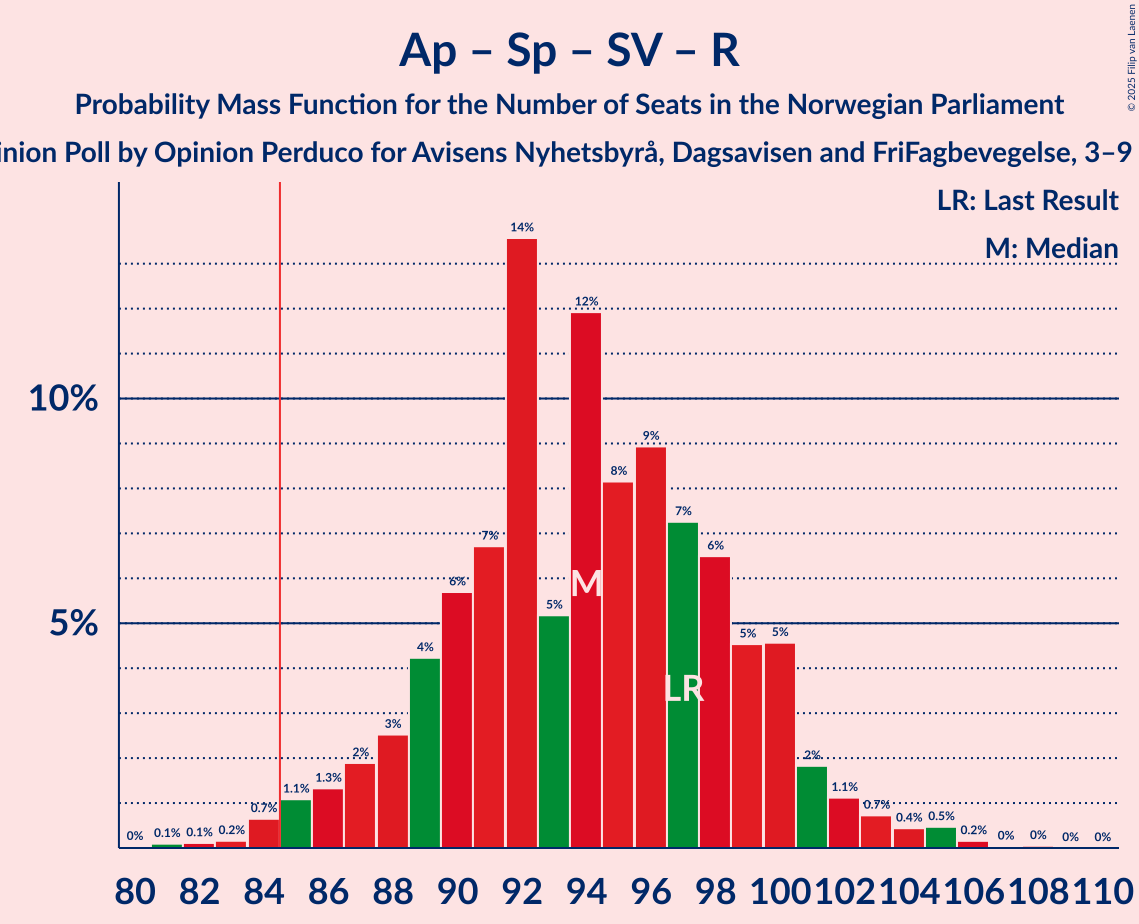 Ap – Sp – SV – R
Probability Mass Function for the Number of Seats in the Norwegian Parliament
inion Poll by Opinion Perduco for Avisens Nyhetsbyrå, Dagsavisen and FriFagbevegelse, 3–9
© 2025 Filip van Laenen
LR: Last Result
M: Median
10%
5%
0% 0.1% 0.1% 0.2% 0.7% 1.1% 1.3% 2% 3% 4% 6% 7% 14% 5% 12% 8% 9% 7% 6% 5% 5% 2% 1.1% 0.7% 0.4% 0.5% 0.2% 0% 0% 0% 0%
M
LR
80 82 84 86 88 90 92 94 96 98 100 102 104 106 108 110